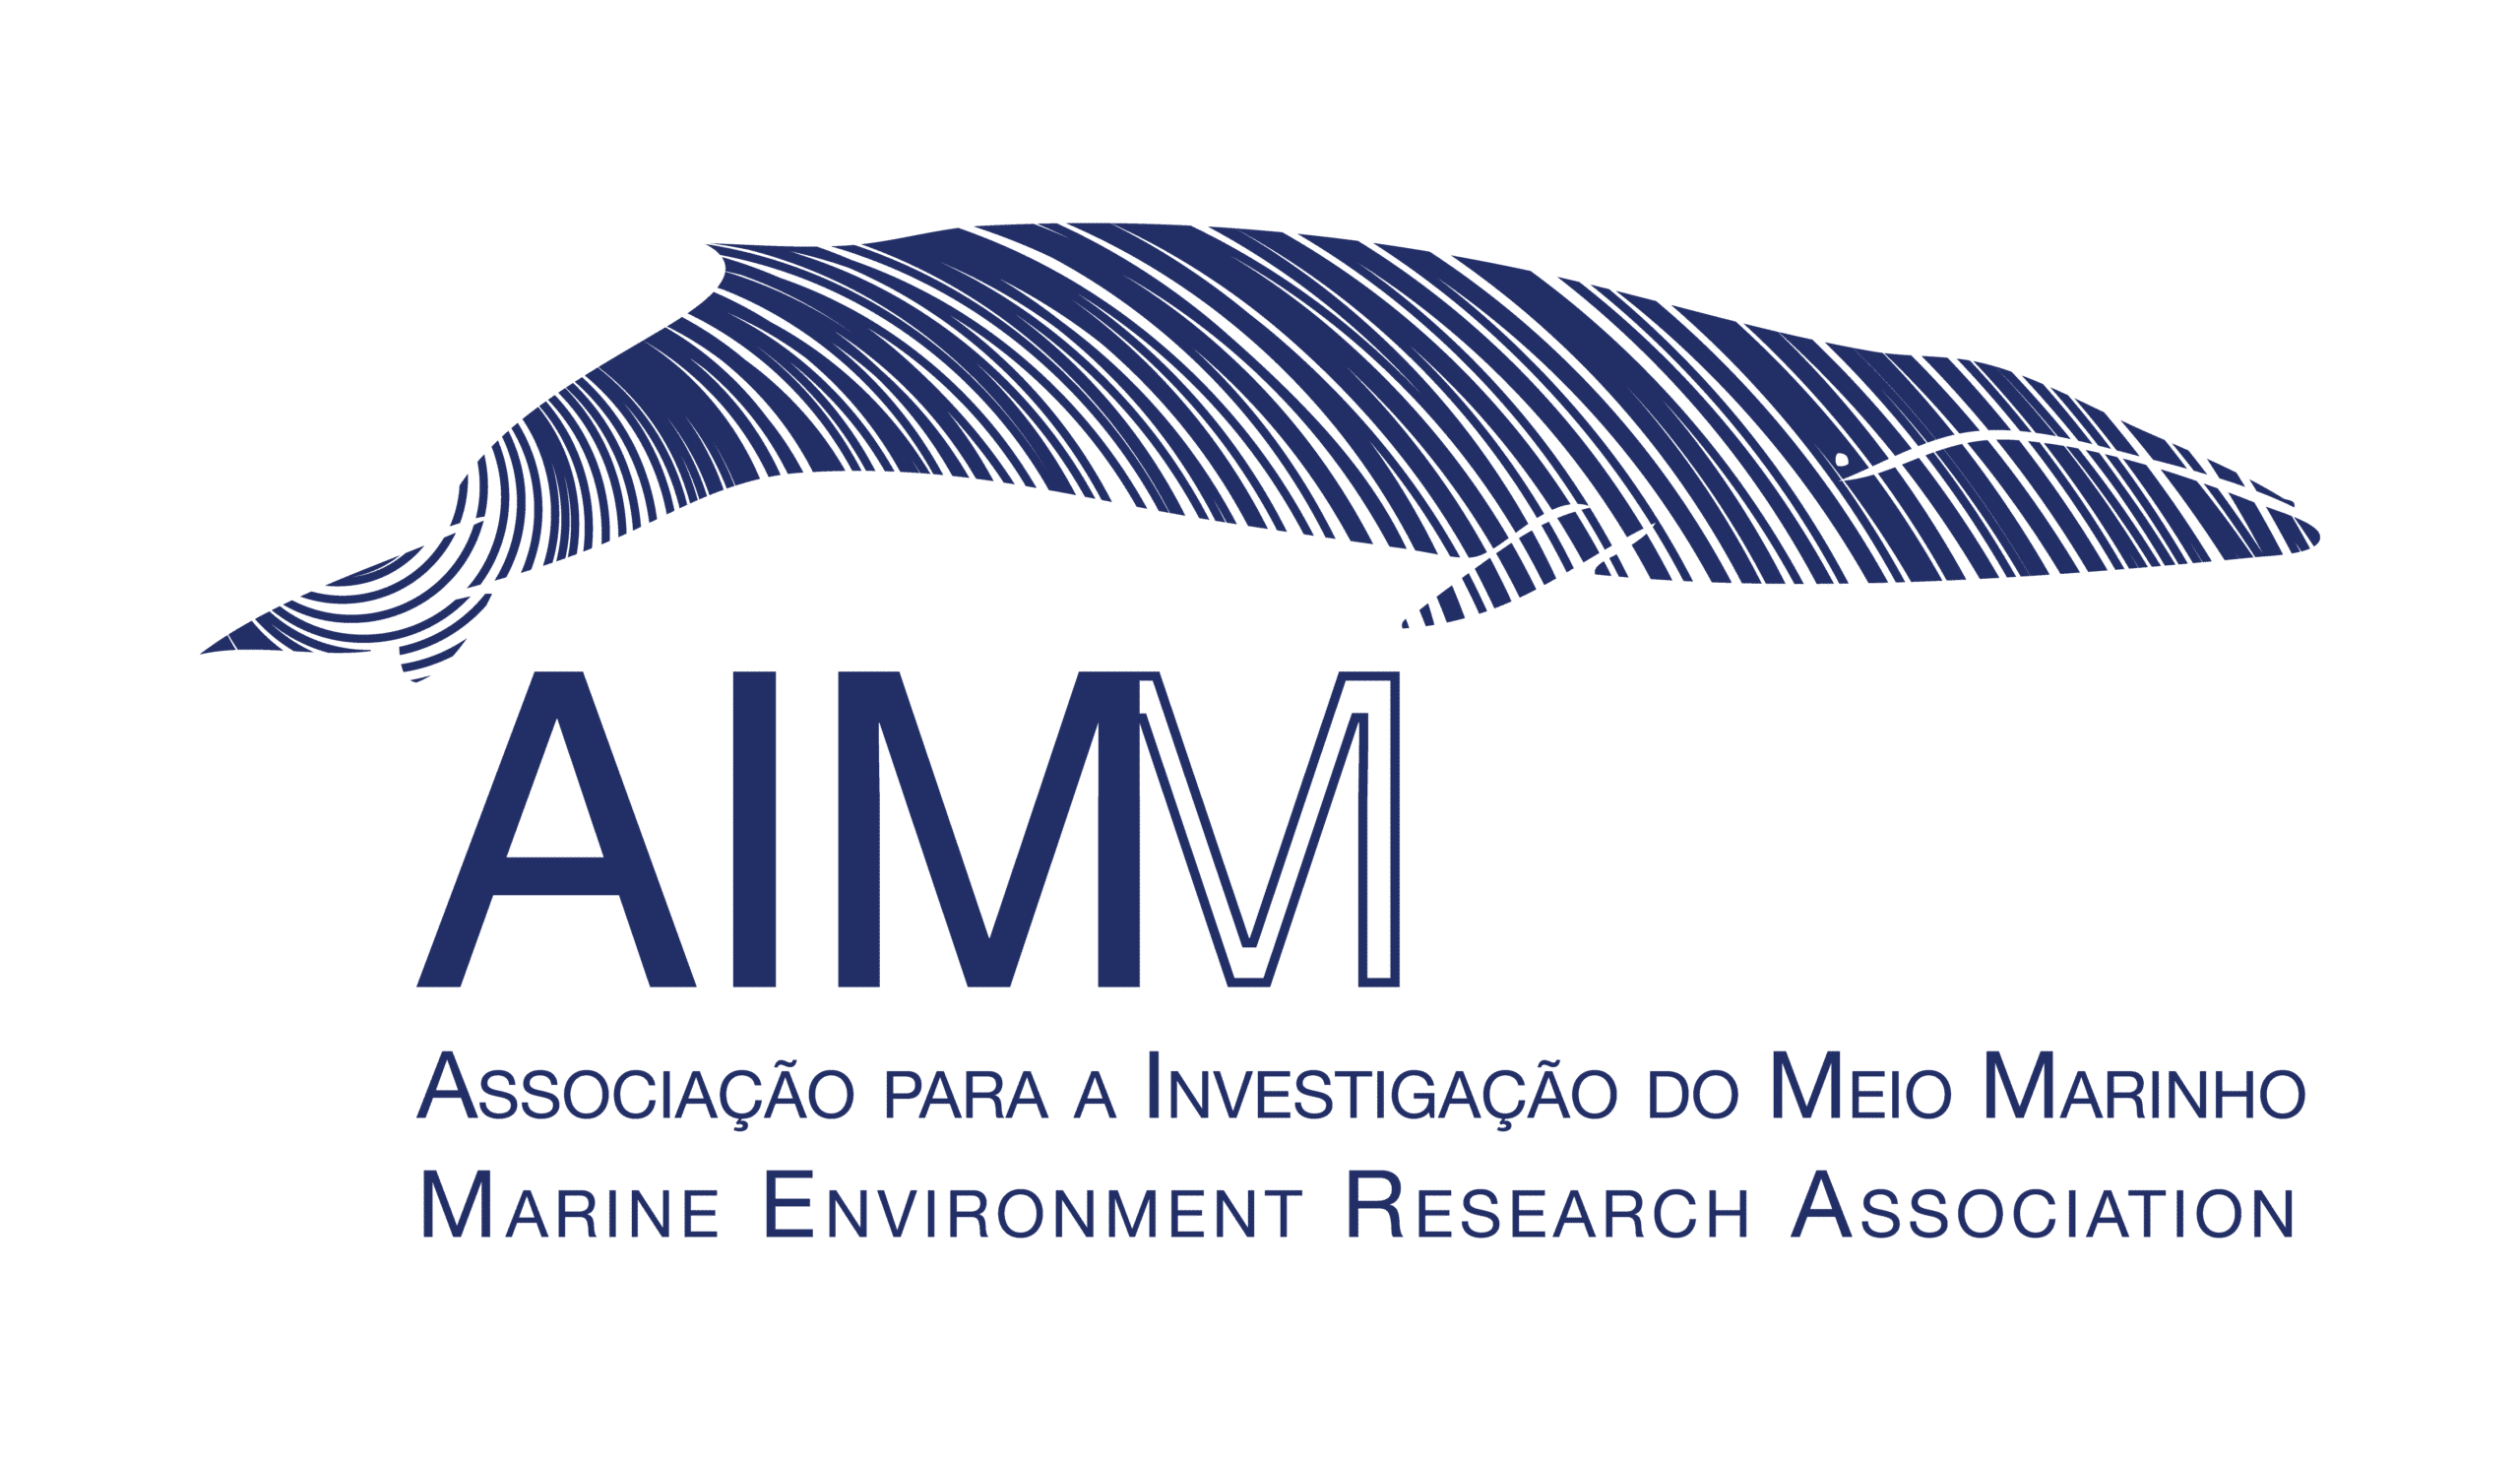 AIMM
Associação para a Investigação do Meio Marinho
Marine Environment Research Association